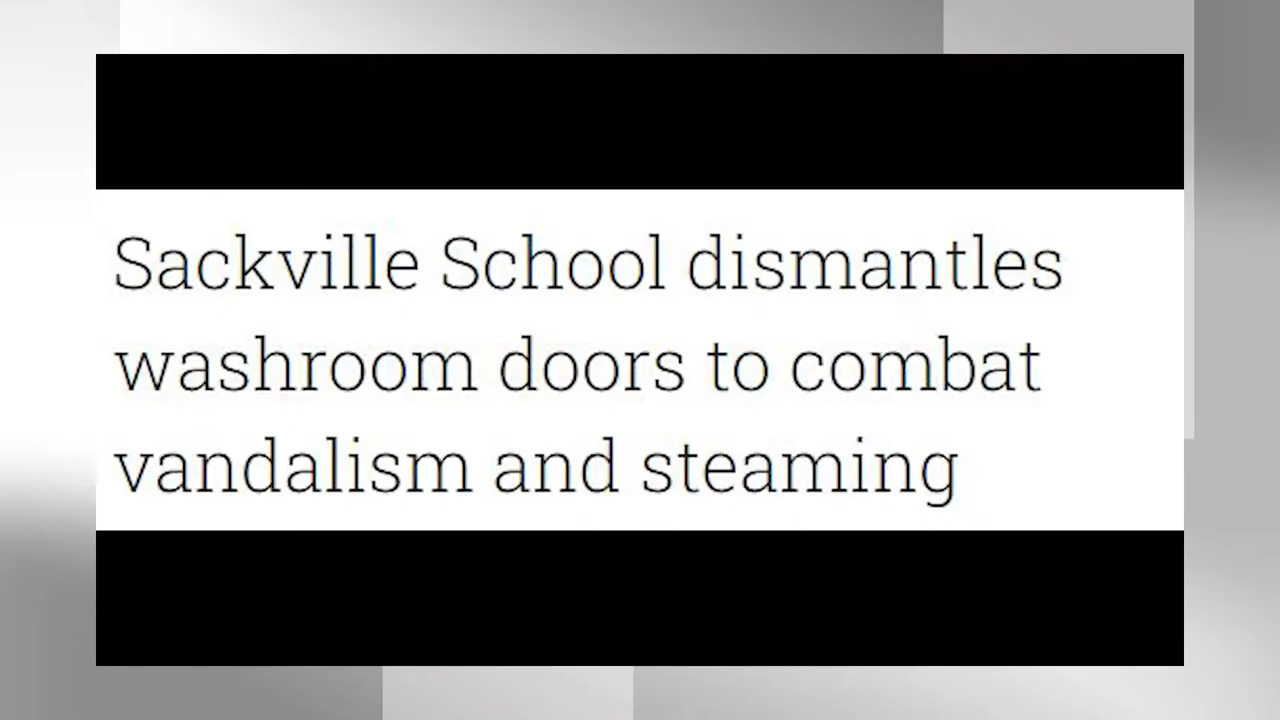 Sackville School dismantles
washroom doors to combat
vandalism and steaming